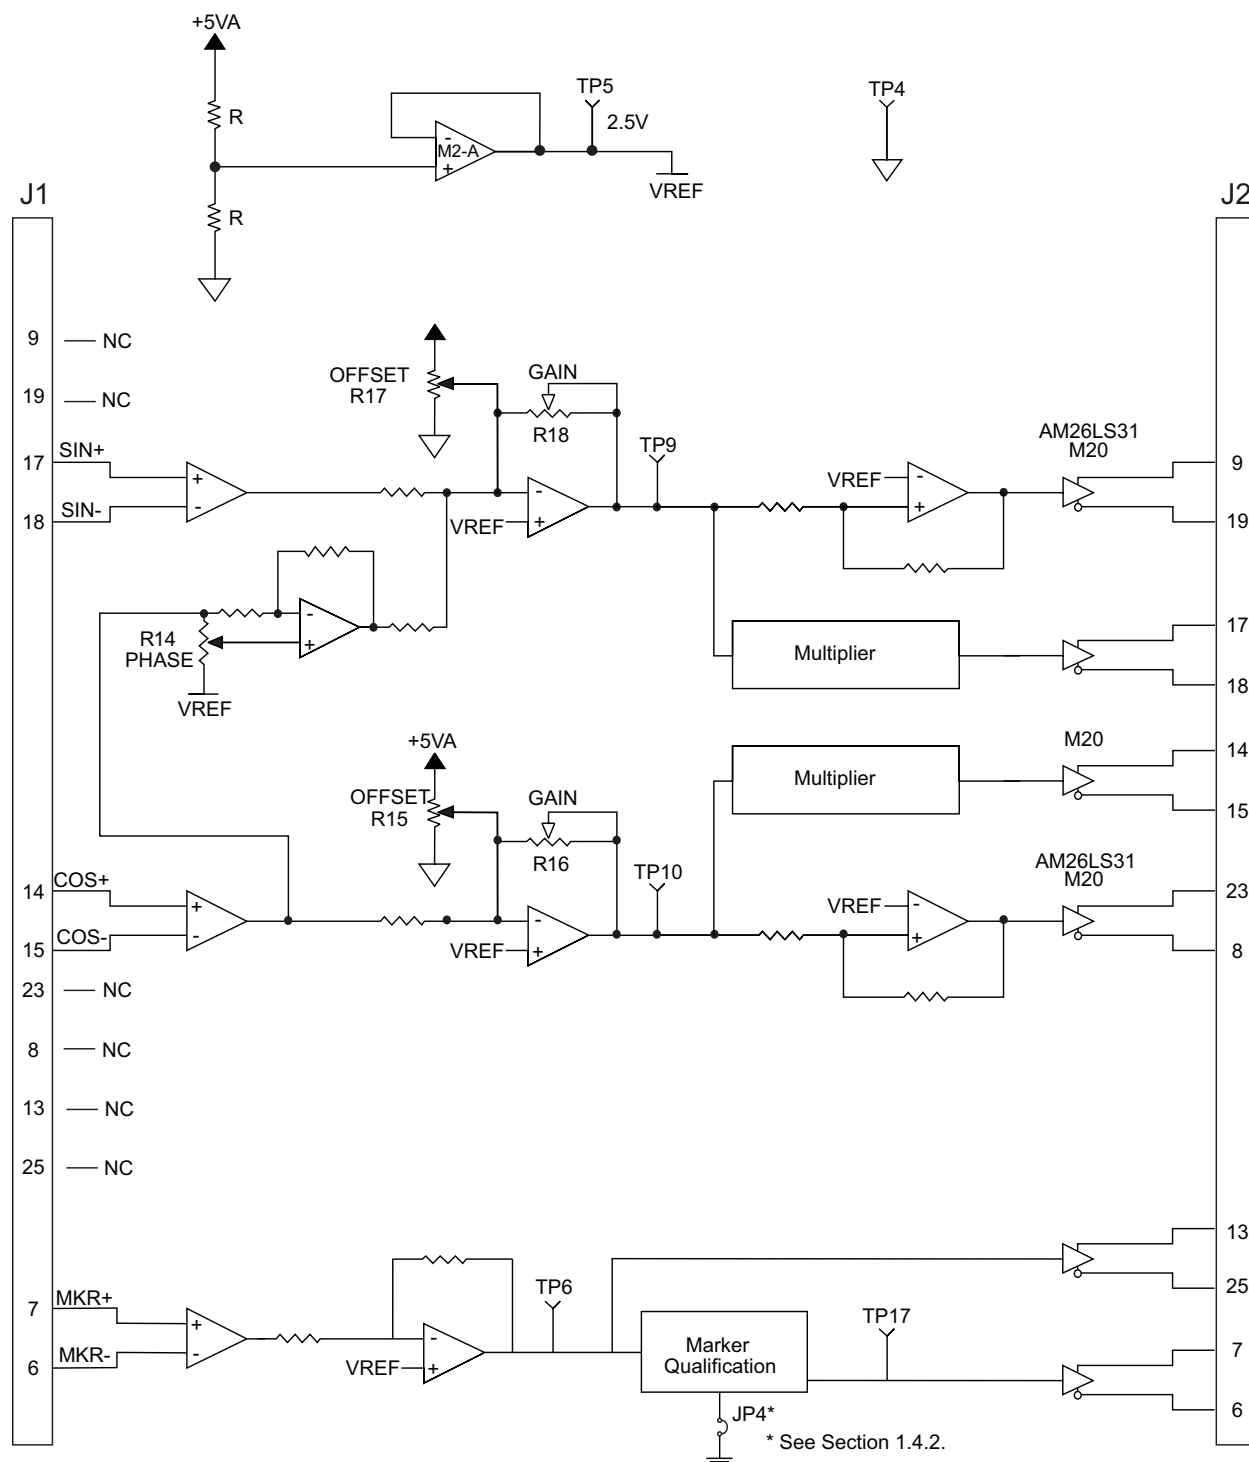 +5VA
R
R
-
M2-A
+
TP5
2.5V
VREF
TP4
J1
J2
9
NC
19
NC
17
SIN+
18
SIN-
+
-
OFFSET
R17
GAIN
R18
-
VREF
+
TP9
VREF
-
+
AM26LS31
M20
9
19
R14
PHASE
-
+
VREF
Multiplier
17
18
+5VA
OFFSET
R15
GAIN
R16
Multiplier
M20
14
15
14
COS+
15
COS-
+
-
-
VREF
+
TP10
VREF
-
+
AM26LS31
M20
23
8
23
NC
8
NC
13
NC
25
NC
7
MKR+
6
MKR-
+
-
-
VREF
+
TP6
Marker
Qualification
TP17
13
25
7
6
JP4*
* See Section 1.4.2.